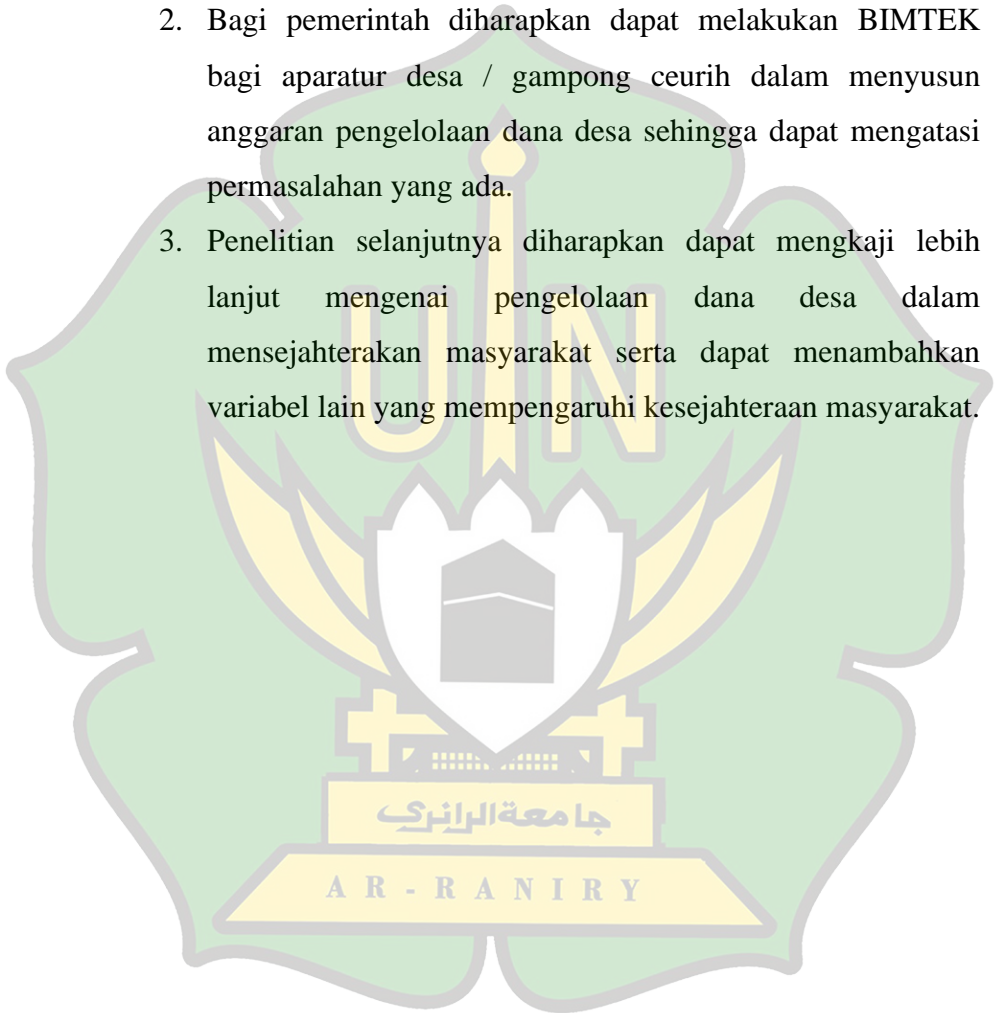 2. Bagi pemerintah diharapkan dapat melakukan BIMTEK
bagi aparatur desa / gampong ceurih dalam menyusun
anggaran pengelolaan dana desa sehingga dapat mengatasi
permasalahan yang ada.
3. Penelitian selanjutnya diharapkan dapat mengkaji lebih
lanjut mengenai pengelolaan dana desa dalam
mensejahterakan masyarakat serta dapat menambahkan
variabel lain yang mempengaruhi kesejahteraan masyarakat.
UIN
جامعة الرانري
AR-RANIRY